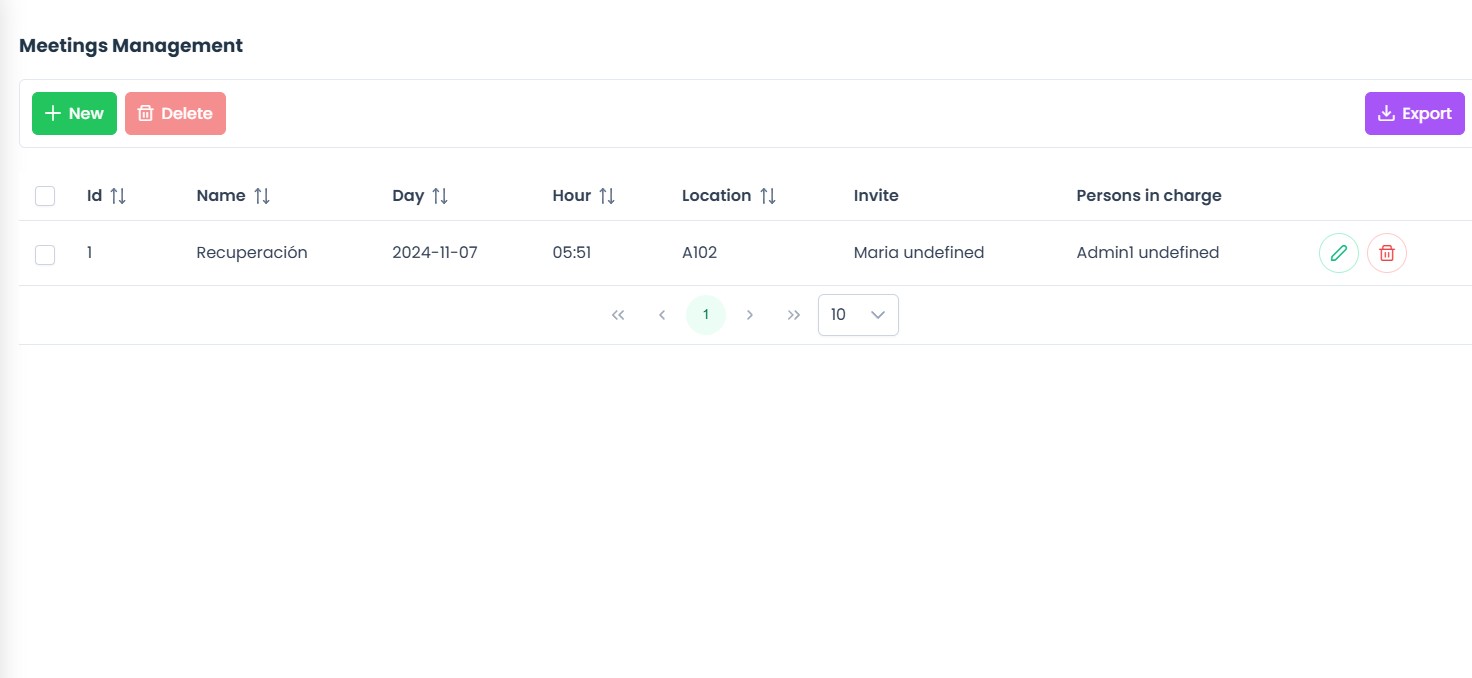 Meetings Management
New Delete Export
Id Name Day Hour Location Invite Persons in charge
1 Recuperación 2024-11-07 05:51 A102 Maria undefined Admin1 undefined
1 10